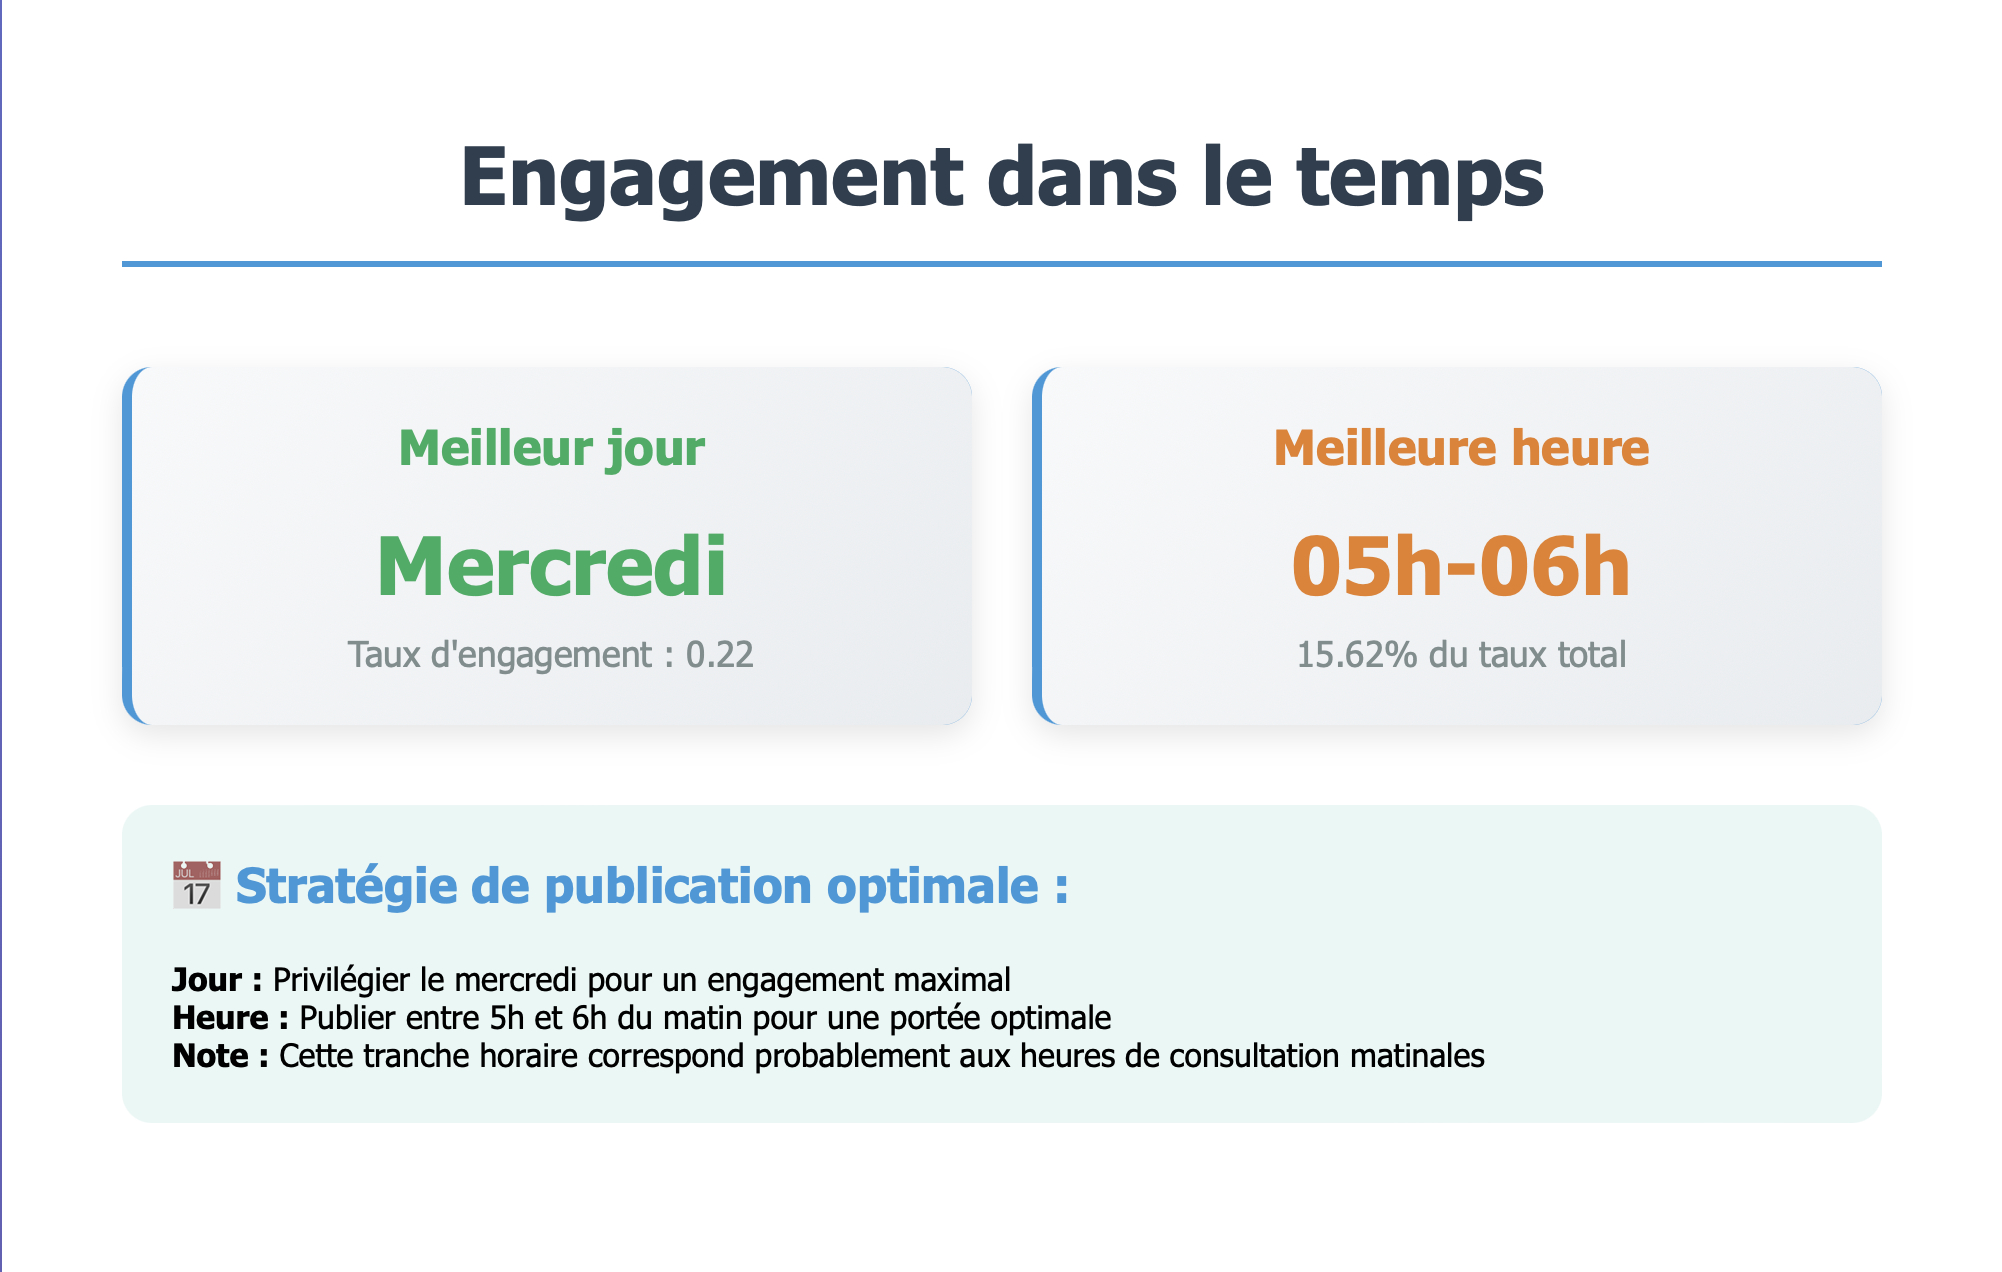 Engagement dans le temps
Meilleur jour
Mercredi
Taux d'engagement : 0.22
Meilleure heure
05h-06h
15.62% du taux total
JUL
17
Stratégie de publication optimale :
Jour : Privilégier le mercredi pour un engagement maximal
Heure : Publier entre 5h et 6h du matin pour une portée optimale
Note : Cette tranche horaire correspond probablement aux heures de consultation matinales